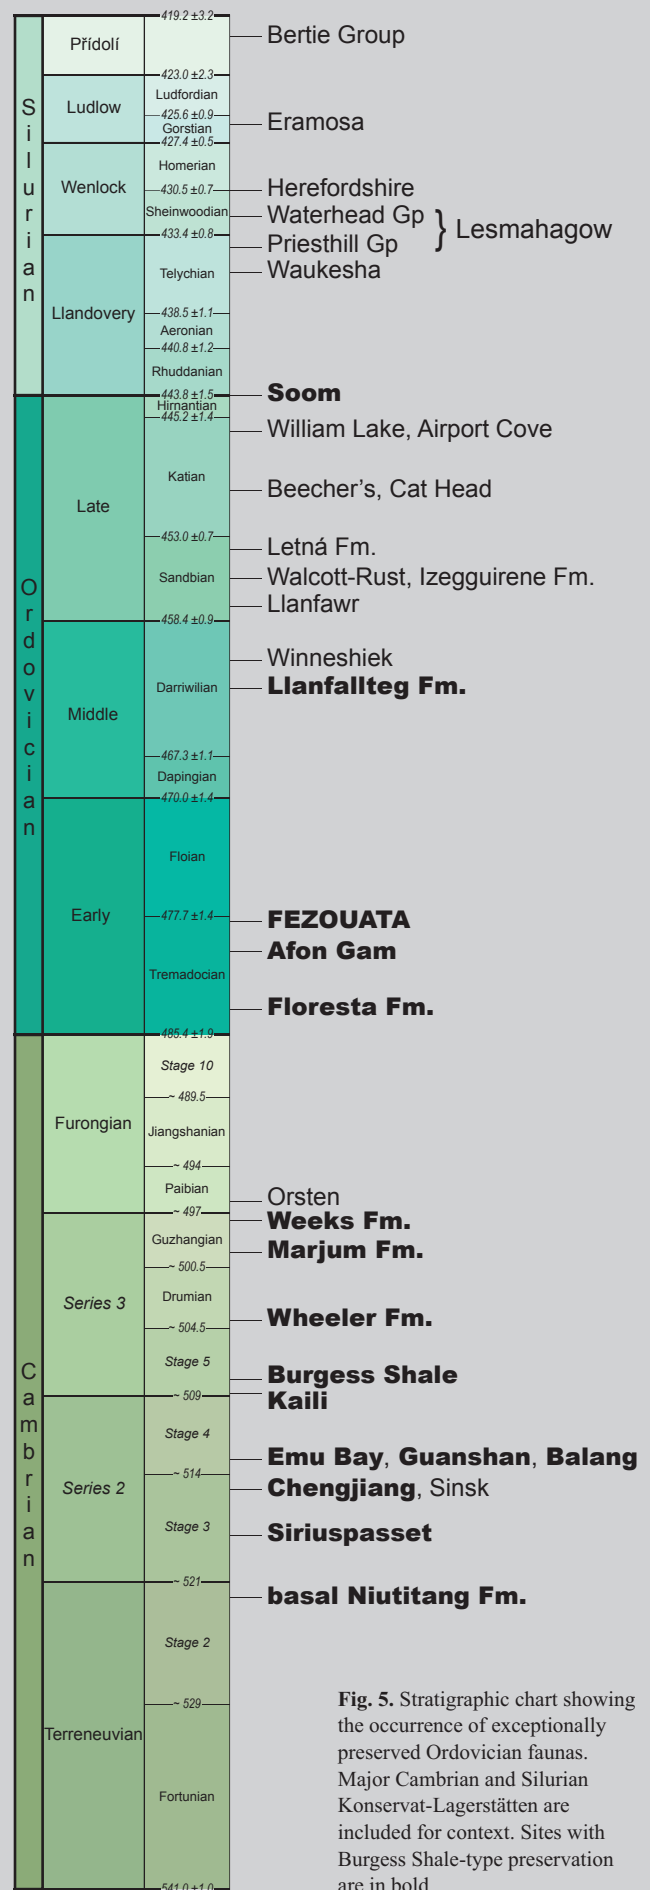 419.2 ±3.2
Přídolí
Bertie Group
423.0 ±2.3
Ludlow
Ludfordian
425.6 ±0.9
Gorstian
Eramosa
427.4 ±0.5
Silurian
Wenlock
Homerian
430.5 ±0.7
Herefordshire
Sheinwoodian
Waterhead Gp
} Lesmahagow
433.4 ±0.8
Priesthill Gp
Telychian
Waukesha
Llandovery
438.5 ±1.1
Aeronian
440.8 ±1.2
Rhuddanian
443.8 ±1.5
Soom
Hirnantian
445.2 ±1.4
William Lake, Airport Cove
Katian
Beecher's, Cat Head
Late
453.0 ±0.7
Letná Fm.
Sandbian
Walcott-Rust, Izegguirene Fm.
Llanfawr
458.4 ±0.9
Ordovician
Winneshiek
Darriwilian
Llanfallteg Fm.
Middle
467.3 ±1.1
Dapingian
470.0 ±1.4
Floian
Early
477.7 ±1.4
FEZOUATA
Afon Gam
Tremadocian
Floresta Fm.
485.4 ±1.9
Stage 10
~ 489.5
Furongian
Jiangshanian
~ 494
Paibian
Orsten
~ 497
Weeks Fm.
Guzhangian
Marjum Fm.
~ 500.5
Series 3
Drumian
Wheeler Fm.
~ 504.5
Stage 5
Burgess Shale
~ 509
Kaili
Cambrian
Stage 4
Emu Bay, Guanshan, Balang
~ 514
Series 2
Chengjiang, Sinsk
Stage 3
Siriuspasset
~ 521
basal Niutitang Fm.
Stage 2
~ 529
Terreneuvian
Fortunian
541.0 ±1.0
Fig. 5. Stratigraphic chart showing
the occurrence of exceptionally
preserved Ordovician faunas.
Major Cambrian and Silurian
Konservat-Lagerstätten are
included for context. Sites with
Burgess Shale-type preservation
are in bold